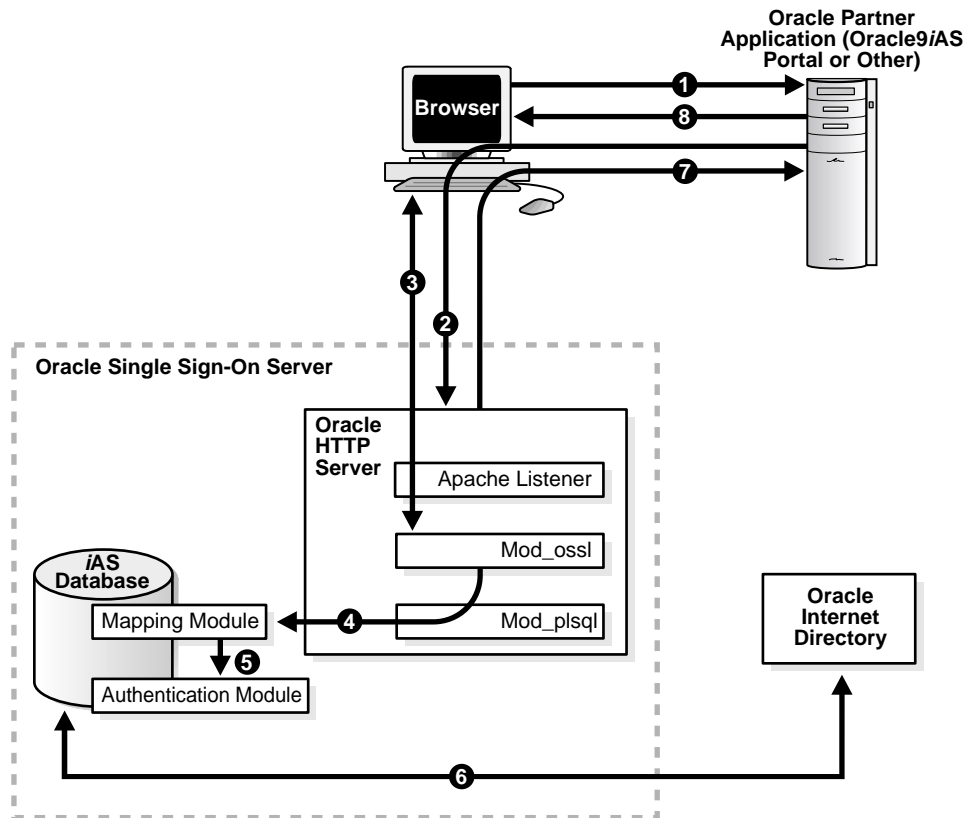 Oracle Partner
Application (Oracle9iAS
Portal or Other)
Browser
1
8
7
3
2
Oracle Single Sign-On Server
Oracle
HTTP
Server
Apache Listener
Mod_ossl
iAS
Database
Mapping Module
4
Mod_plsql
Oracle
Internet
Directory
5
Authentication Module
6